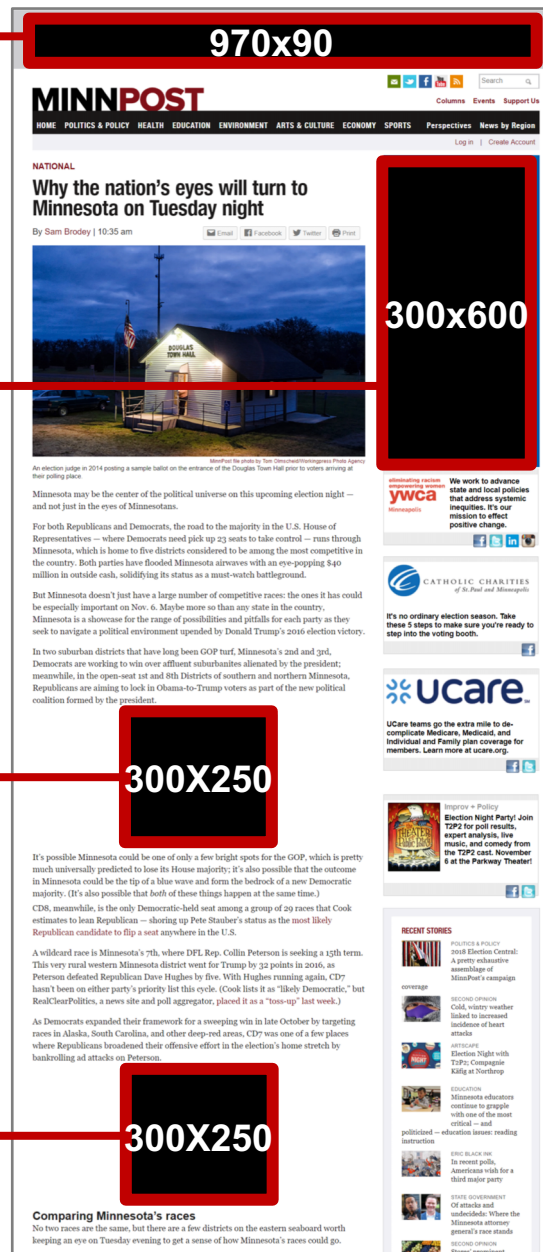 970x90
Search
MINNPOST
Columns Events Support Us
HOME POLITICS & POLICY HEALTH EDUCATION ENVIRONMENT ARTS & CULTURE ECONOMY SPORTS Perspectives News by Region
Log in | Create Account
NATIONAL
Why the nation's eyes will turn to
Minnesota on Tuesday night
By Sam Brodey | 10:35 am
Email Facebook Twitter Print
DOUGLAS
TOWN HALL
MinnPost file photo by Tom Olmscheid/Workingpress Photo Agency
An election judge in 2014 posting a sample ballot on the entrance of the Douglas Town Hall prior to voters arriving at
their polling place.
Minnesota may be the center of the political universe on this upcoming election night —
and not just in the eyes of Minnesotans.
For both Republicans and Democrats, the road to the majority in the U.S. House of
Representatives — where Democrats need pick up 23 seats to take control — runs through
Minnesota, which is home to five districts considered to be among the most competitive in
the country. Both parties have flooded Minnesota airwaves with an eye-popping $40
million in outside cash, solidifying its status as a must-watch battleground.
But Minnesota doesn't just have a large number of competitive races: the ones it has could
be especially important on Nov. 6. Maybe more so than any state in the country,
Minnesota is a showcase for the range of possibilities and pitfalls for each party as they
seek to navigate a political environment upended by Donald Trump's 2016 election victory.
In two suburban districts that have long been GOP turf, Minnesota's 2nd and 3rd,
Democrats are working to win over affluent suburbanites alienated by the president;
meanwhile, in the open-seat 1st and 8th Districts of southern and northern Minnesota,
Republicans are aiming to lock in Obama-to-Trump voters as part of the new political
coalition formed by the president.
300X250
It's possible Minnesota could be one of only a few bright spots for the GOP, which is pretty
much universally predicted to lose its House majority; it's also possible that the outcome
in Minnesota could be the tip of a blue wave and form the bedrock of a new Democratic
majority. (It's also possible that both of these things happen at the same time.)
CD8, meanwhile, is the only Democratic-held seat among a group of 29 races that Cook
estimates to lean Republican — shoring up Pete Stauber's status as the most likely
Republican candidate to flip a seat anywhere in the U.S.
A wildcard race is Minnesota's 7th, where DFL Rep. Collin Peterson is seeking a 15th term.
This very rural western Minnesota district went for Trump by 32 points in 2016, as
Peterson defeated Republican Dave Hughes by five. With Hughes running again, CD7
hasn't been on either party's priority list this cycle. (Cook lists it as "likely Democratic," but
RealClearPolitics, a news site and poll aggregator, placed it as a "toss-up" last week.)
As Democrats expanded their framework for a sweeping win in late October by targeting
races in Alaska, South Carolina, and other deep-red areas, CD7 was one of a few places
where Republicans broadened their offensive effort in the election's home stretch by
bankrolling ad attacks on Peterson.
300X250
Comparing Minnesota's races
No two races are the same, but there are a few districts on the eastern seaboard worth
keeping an eye on Tuesday evening to get a sense of how Minnesota's races could go.
300x600
eliminating racism
empowering women
ywca
Minneapolis
We work to advance
state and local policies
that address systemic
inequities. It's our
mission to effect
positive change.
CATHOLIC CHARITIES
of St. Paul and Minneapolis
It's no ordinary election season. Take
these 5 steps to make sure you're ready to
step into the voting booth.
ucare
UCare teams go the extra mile to de-
complicate Medicare, Medicaid, and
Individual and Family plan coverage for
members. Learn more at ucare.org.
THEATER
Improv + Policy
Election Night Party! Join
T2P2 for poll results,
expert analysis, live
music, and comedy from
the T2P2 cast. November
6 at the Parkway Theater!
RECENT STORIES
POLITICS & POLICY
2018 Election Central:
A pretty exhaustive
assemblage of
MinnPost's campaign
coverage
SECOND OPINION
Cold, wintry weather
linked to increased
incidence of heart
attacks
ARTSCAPE
Election Night with
T2P2; Compagnie
Käfig at Northrop
EDUCATION
Minnesota educators
continue to grapple
with one of the most
critical — and
politicized — education issues: reading
instruction
ERIC BLACK INK
In recent polls,
Americans wish for a
third major party
STATE GOVERNMENT
Of attacks and
undecideds: Where the
Minnesota attorney
general's race stands
SECOND OPINION